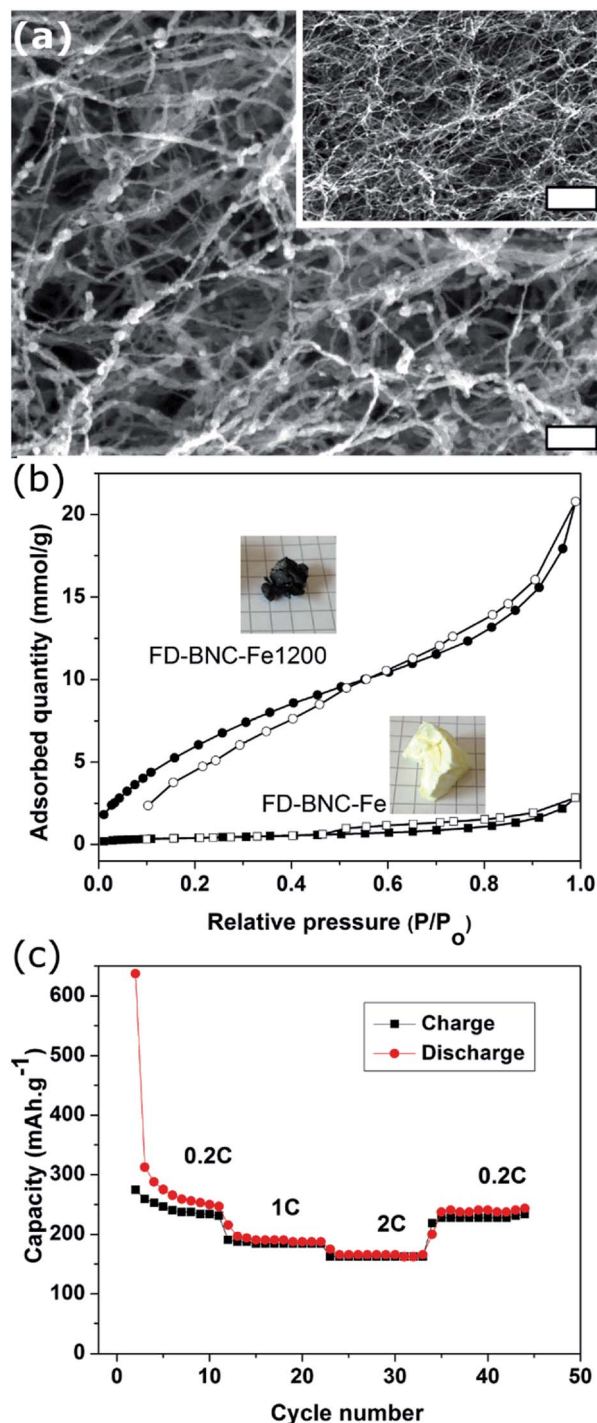 (a)
(b)
20
15
10
5
0
Adsorbed quantity (mmol/g)
FD-BNC-Fe1200
FD-BNC-Fe
0.0 0.2 0.4 0.6 0.8 1.0
Relative pressure (P/Po)
(c)
600
500
400
300
200
100
0
Capacity (mAh.g-1)
Charge
Discharge
0.2C
1C
2C
0.2C
0 10 20 30 40 50
Cycle number